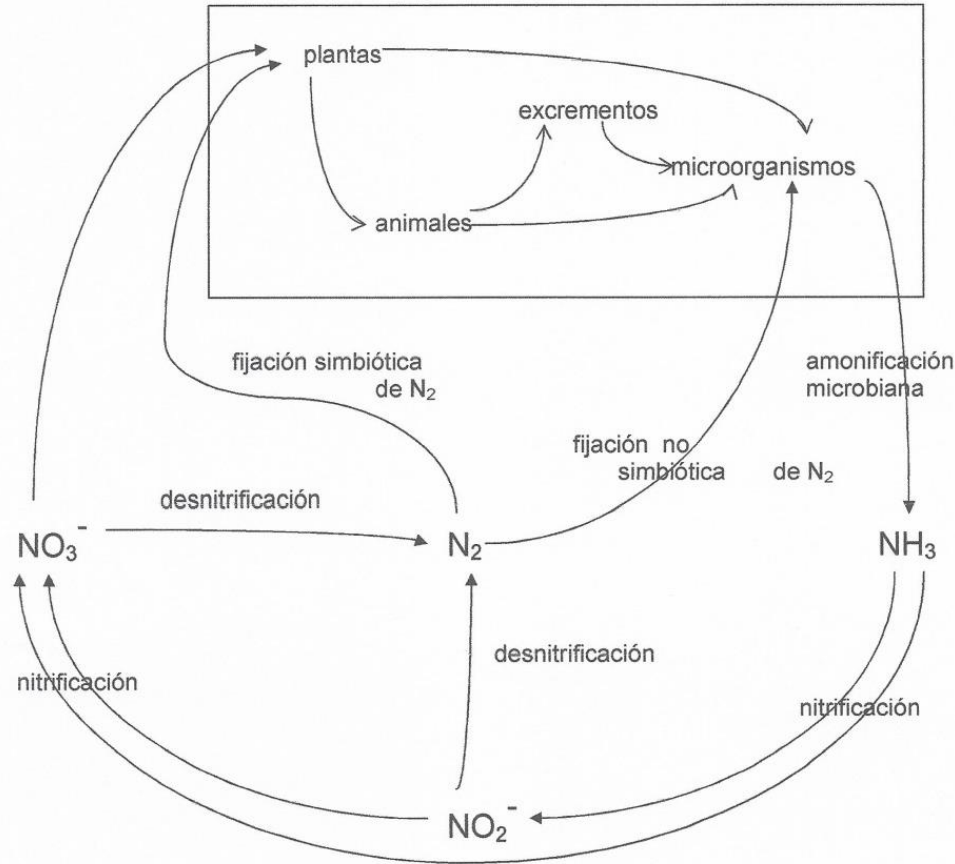 plantas
excrementos
microorganismos
animales
fijación simbiótica
de N₂
amonificación
microbiana
fijación no
simbiótica de N₂
desnitrificación
NO₃⁻
N₂
NH₃
desnitrificación
nitrificación
nitrificación
NO₂⁻